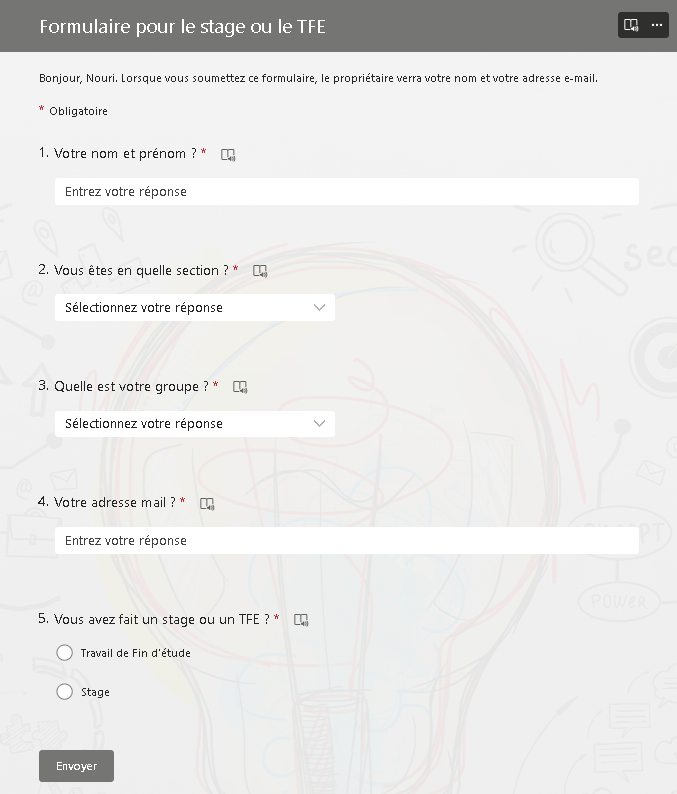 Formulaire pour le stage ou le TFE
Bonjour, Nouri. Lorsque vous soumettez ce formulaire, le propriétaire verra votre nom et votre adresse e-mail.
* Obligatoire
1. Votre nom et prénom ? *
Entrez votre réponse
2. Vous êtes en quelle section ? *
Sélectionnez votre réponse
3. Quelle est votre groupe ? *
Sélectionnez votre réponse
4. Votre adresse mail ? *
Entrez votre réponse
5. Vous avez fait un stage ou un TFE ? *
Travail de Fin d'étude
Stage
POWER
Envoyer